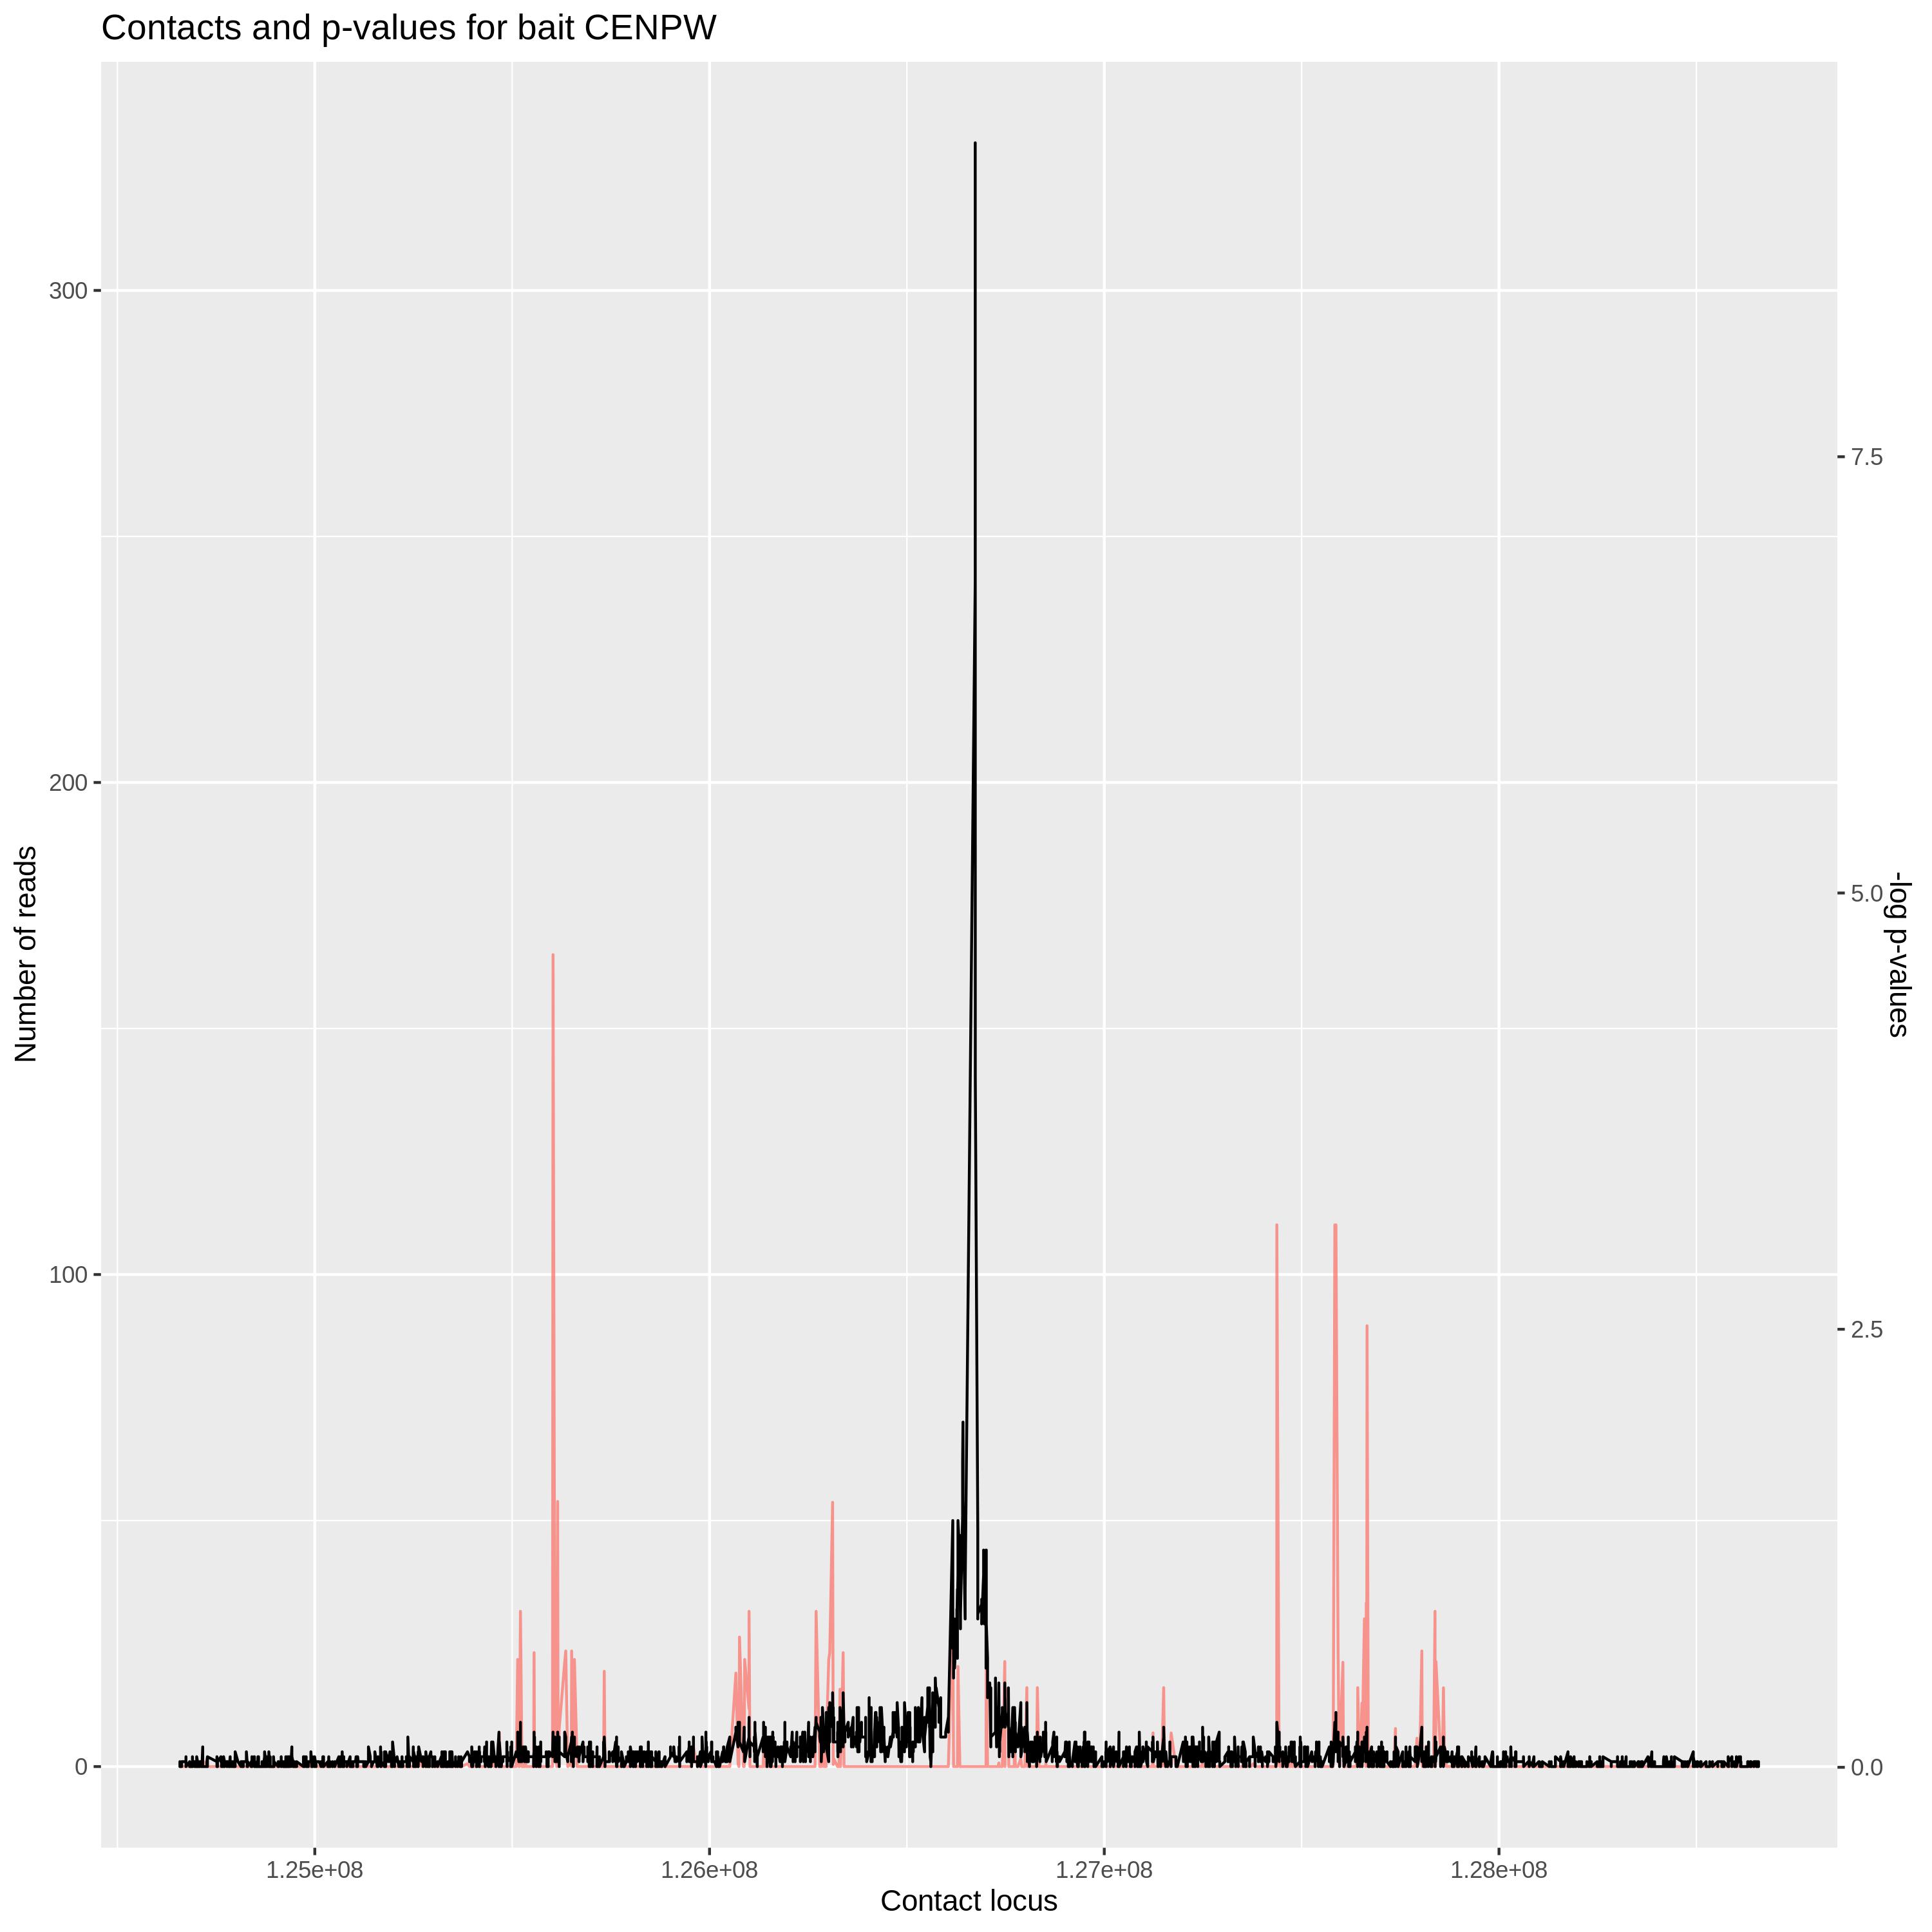 Contacts and p-values for bait CENPW
Number of reads
300
200
100
0
7.5
5.0
2.5
0.0
-log p-values
1.25e+08
1.26e+08
1.27e+08
1.28e+08
Contact locus